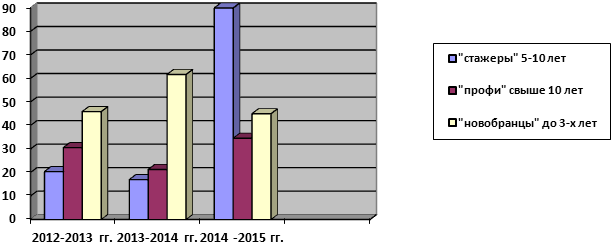 90
80
70
60
50
40
30
20
10
0
2012-2013 гг. 2013-2014 гг. 2014 -2015 гг.
"стажеры" 5-10 лет
"профи" свыше 10 лет
"новобранцы" до 3-х лет